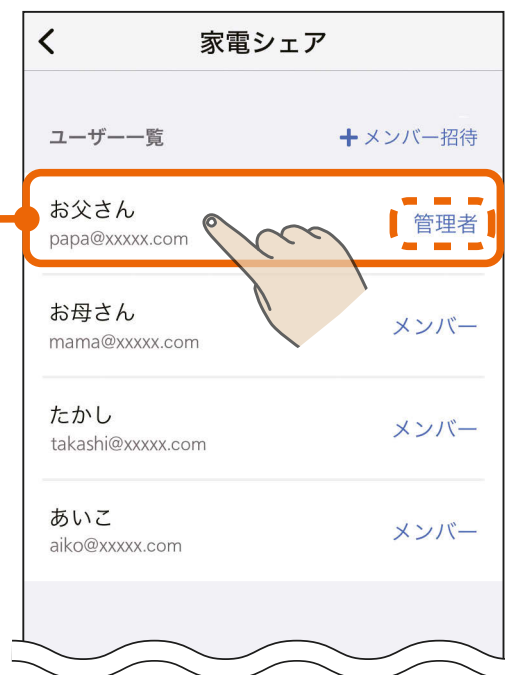 家電シェア
ユーザー一覧 +メンバー招待
お父さん
papa@xxxxx.com
管理者
お母さん
mama@xxxxx.com
メンバー
たかし
takashi@xxxxx.com
メンバー
あいこ
aiko@xxxxx.com
メンバー